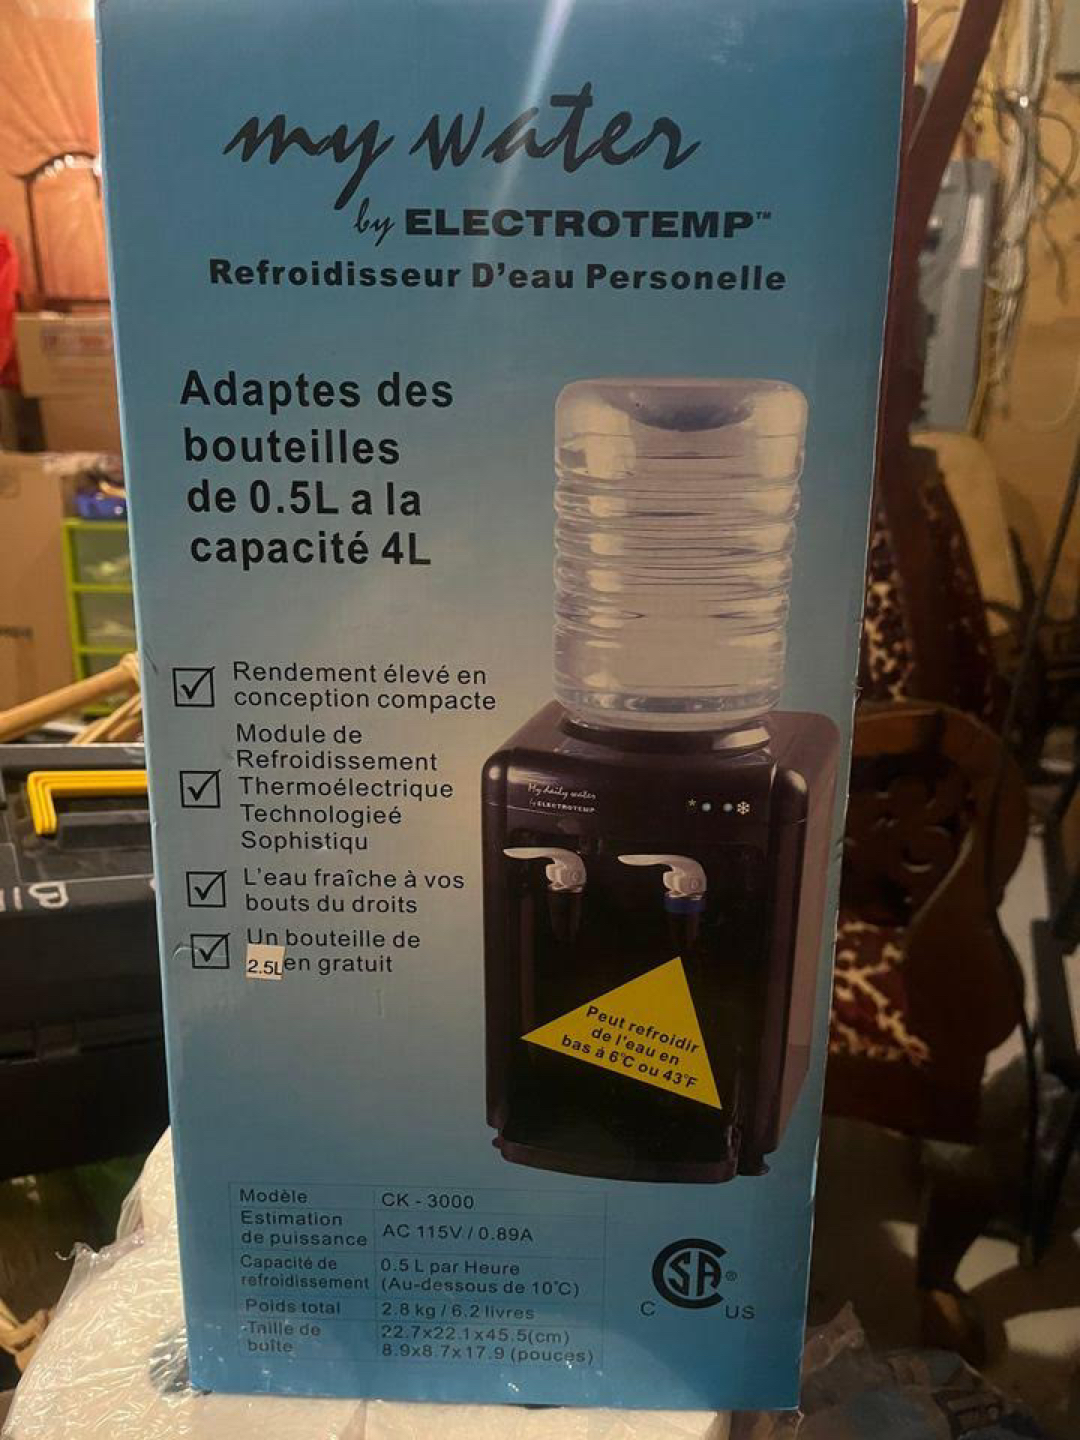 my water
by ELECTROTEMP™
Refroidisseur D'eau Personelle
Adaptes des
bouteilles
de 0.5L a la
capacité 4L
Rendement élevé en
conception compacte
Module de
Refroidissement
Thermoélectrique
Technologieé
Sophistiqu
L'eau fraîche à vos
bouts du droits
Un bouteille de
2.5L en gratuit
My daily water
by ELECTROTEMP
Peut refroidir
de l'eau en
bas à 6°C ou 43°F
Modèle CK - 3000
Estimation
de puissance AC 115V / 0.89A
Capacité de 0.5 L par Heure
refroidissement (Au-dessous de 10°C)
Poids total 2.8 kg / 6.2 livres
Taille de 22.7x22.1x45.5(cm)
boîte 8.9x8.7x17.9 (pouces)
CSA®
C US